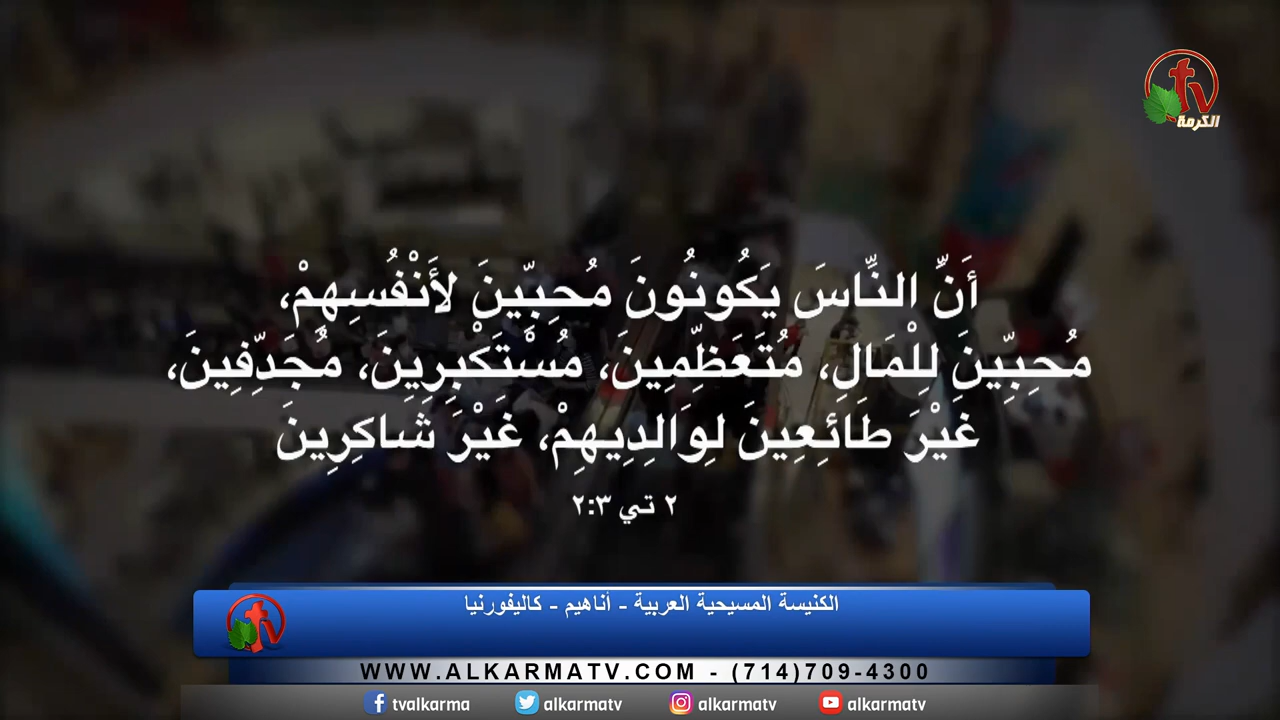 الكرمة
أَنَّ النَّاسَ يَكُونُونَ مُحِبِّينَ لأَنْفُسِهِمْ،
مُحِبِّينَ لِلْمَالِ، مُتَعَظِّمِينَ، مُسْتَكْبِرِينَ، مُجَدِّفِينَ،
غَيْرَ طَائِعِينَ لِوَالِدِيهِمْ، غَيْرَ شَاكِرِينَ
٢ تي ٢:٣
الكنيسة المسيحية العربية - أناهيم - كاليفورنيا
WWW.ALKARMATV.COM - (714)709-4300
tvalkarma alkarmatv alkarmatv alkarmatv